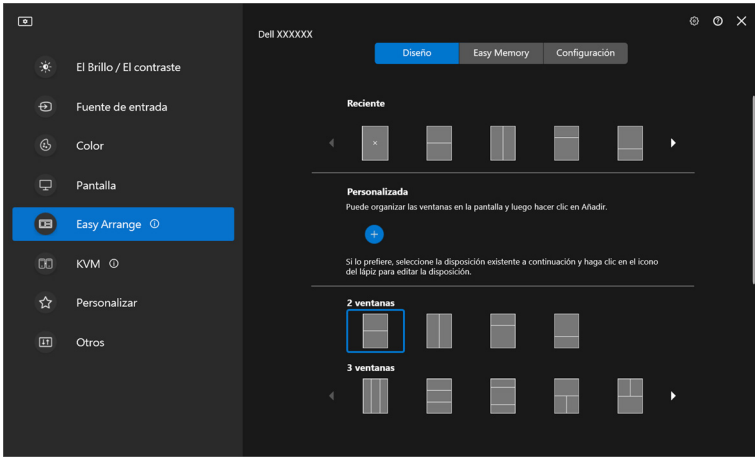 Dell XXXXXX
Diseño
Easy Memory
Configuración
El Brillo / El contraste
Fuente de entrada
Color
Pantalla
Easy Arrange
KVM
Personalizar
Otros
Reciente
Personalizada
Puede organizar las ventanas en la pantalla y luego hacer clic en Añadir.
Si lo prefiere, seleccione la disposición existente a continuación y haga clic en el icono
del lápiz para editar la disposición.
2 ventanas
3 ventanas